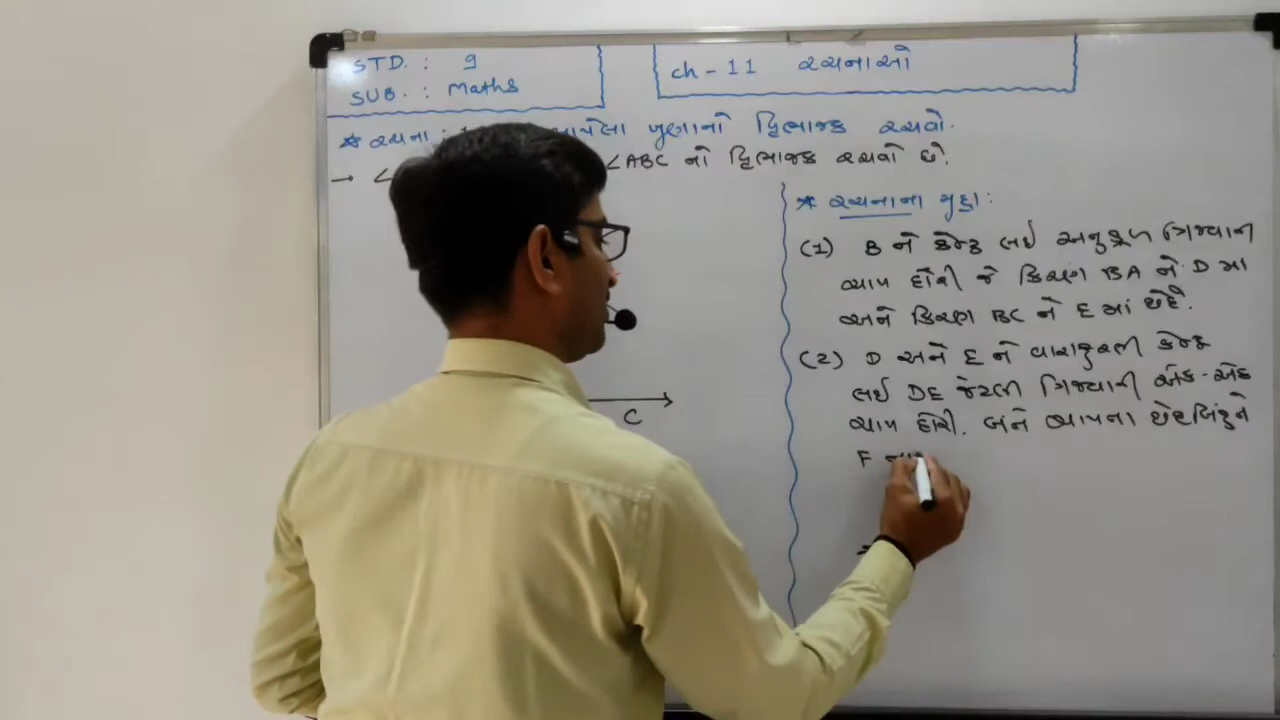 STD. : 9
SUB. : Maths
ch - 11 રચનાઓ
* રચના : આપેલા ખૂણાનો દ્વિભાજક રચવો.
→ ∠ ∠ABC નો દ્વિભાજક રચવો છે.
* રચનાના મુદ્દા :
(1) B ને કેન્દ્ર લઈ અનુકૂળ ત્રિજ્યાની
ચાપ દોરી જે કિરણ BA ને D માં
અને કિરણ BC ને E માં છેદે.
(2) D અને E ને વારાફરતી કેન્દ્ર
લઈ DE જેટલી ત્રિજ્યાની એક-એક
ચાપ દોરી. બંને ચાપના છેદબિંદુને
F
C